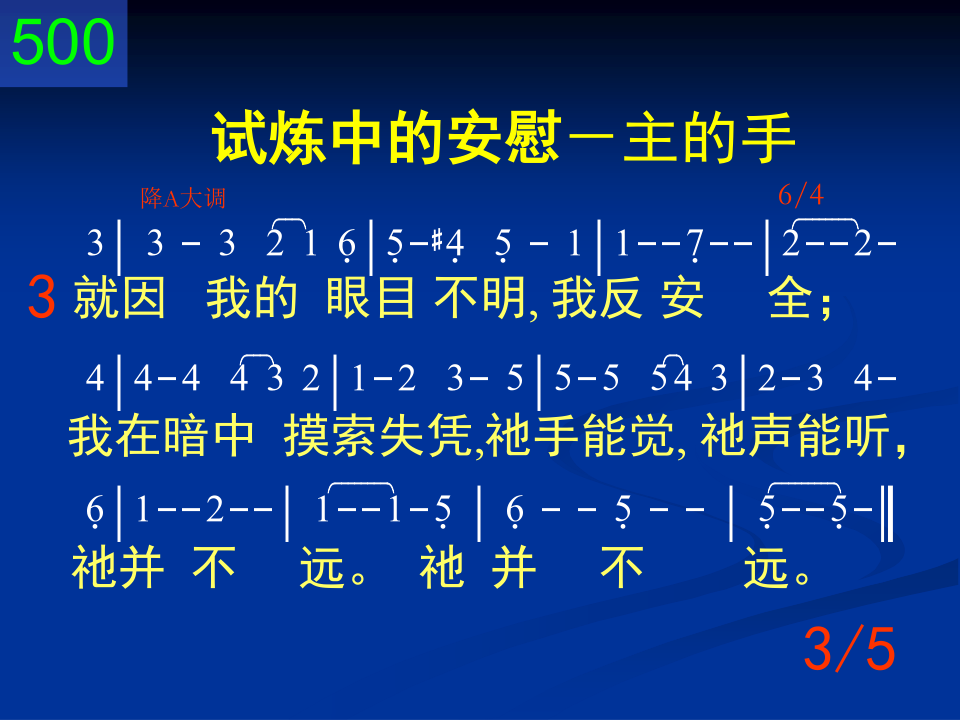 500
试炼中的安慰－主的手
降A大调 6/4
3| 3 - 3 2 1 6̣|5̣-#4̣ 5̣ - 1|1--7̣--|2--2-
3 就因 我的 眼目 不明, 我反 安 全；
4|4-4 4 3 2|1-2 3- 5|5-5 5 4 3|2-3 4-
我在暗中 摸索失凭,祂手能觉, 祂声能听，
6̣|1--2--| 1--1-5̣ | 6̣ - - 5̣ - - | 5̣--5̣-‖
祂并 不 远。 祂 并 不 远。
3/5